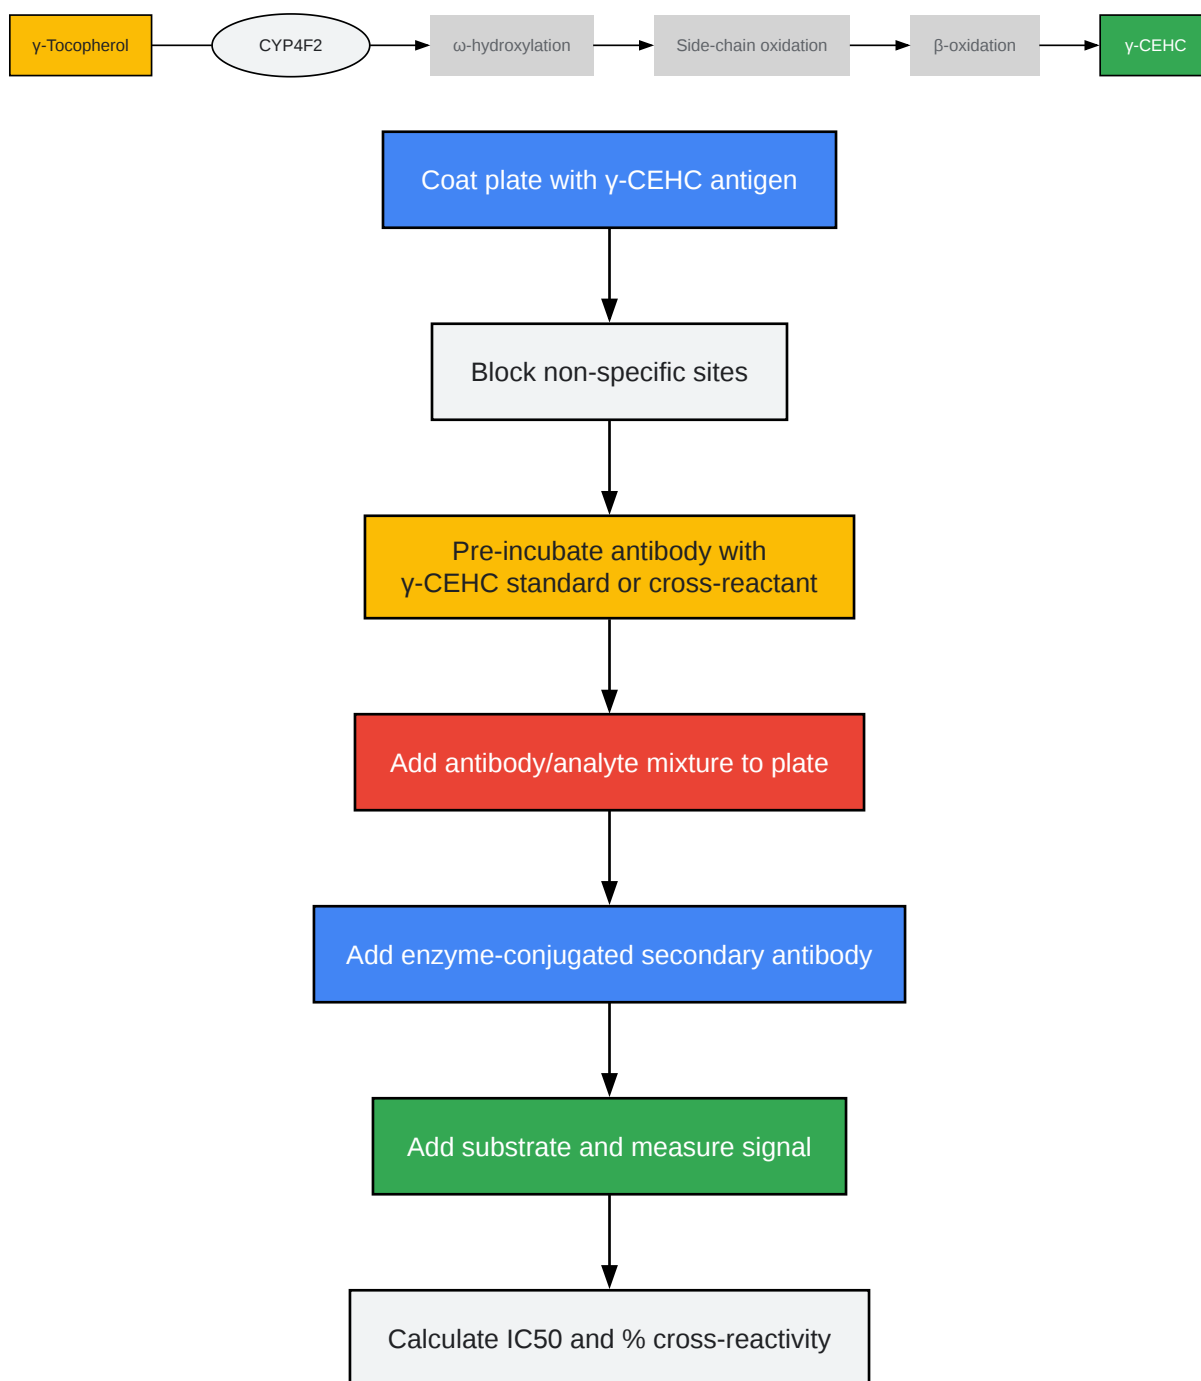 γ-Tocopherol
CYP4F2
ω-hydroxylation
Side-chain oxidation
β-oxidation
γ-CEHC
Coat plate with γ-CEHC antigen
Block non-specific sites
Pre-incubate antibody with
γ-CEHC standard or cross-reactant
Add antibody/analyte mixture to plate
Add enzyme-conjugated secondary antibody
Add substrate and measure signal
Calculate IC50 and % cross-reactivity